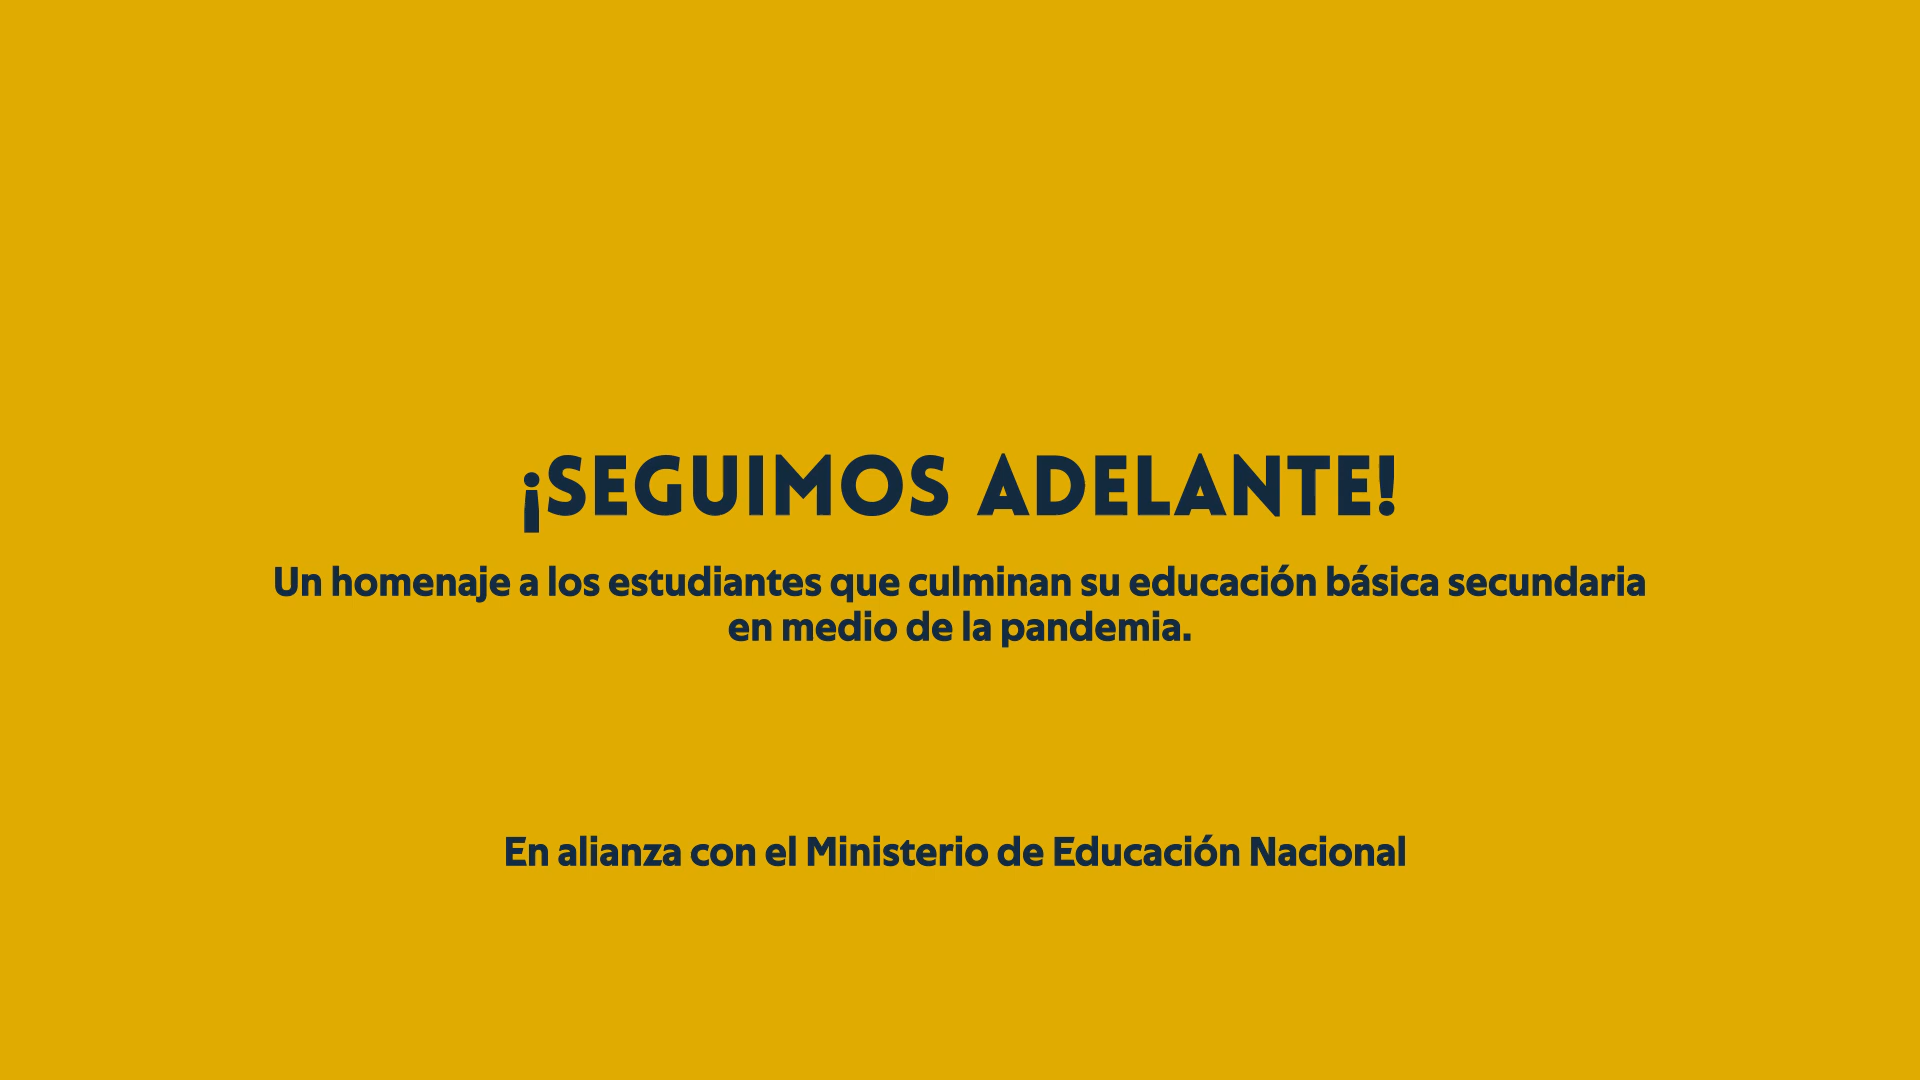 ¡SEGUIMOS ADELANTE!
Un homenaje a los estudiantes que culminan su educación básica secundaria
en medio de la pandemia.
En alianza con el Ministerio de Educación Nacional